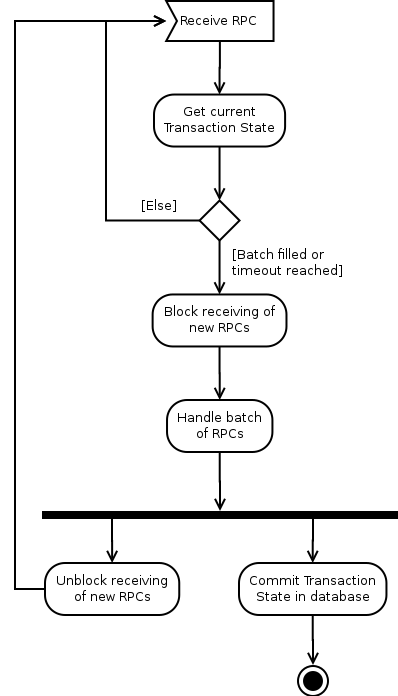 Receive RPC
Get current
Transaction State
[Else]
[Batch filled or
timeout reached]
Block receiving of
new RPCs
Handle batch
of RPCs
Unblock receiving
of new RPCs
Commit Transaction
State in database